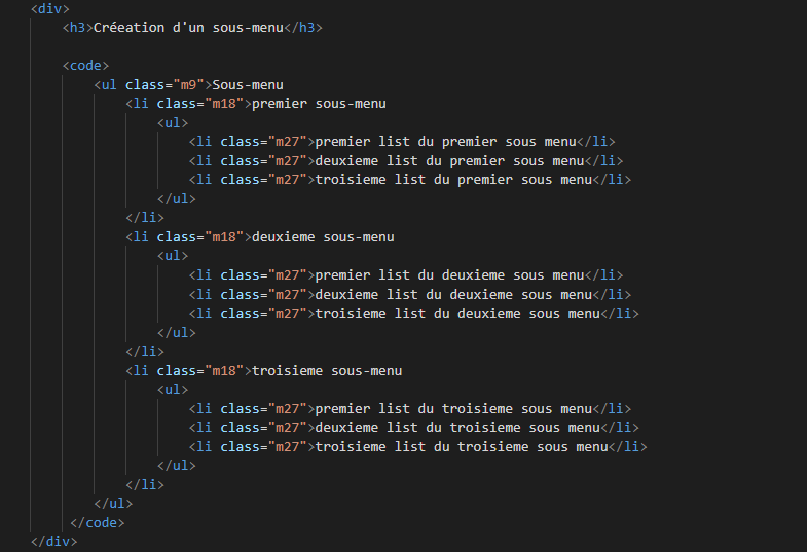 <div>
<h3>Créeation d'un sous-menu</h3>
<code>
<ul class="m9">Sous-menu
<li class="m18">premier sous-menu
<ul>
<li class="m27">premier list du premier sous menu</li>
<li class="m27">deuxieme list du premier sous menu</li>
<li class="m27">troisieme list du premier sous menu</li>
</ul>
</li>
<li class="m18">deuxieme sous-menu
<ul>
<li class="m27">premier list du deuxieme sous menu</li>
<li class="m27">deuxieme list du deuxieme sous menu</li>
<li class="m27">troisieme list du deuxieme sous menu</li>
</ul>
</li>
<li class="m18">troisieme sous-menu
<ul>
<li class="m27">premier list du troisieme sous menu</li>
<li class="m27">deuxieme list du troisieme sous menu</li>
<li class="m27">troisieme list du troisieme sous menu</li>
</ul>
</li>
</ul>
</code>
</div>